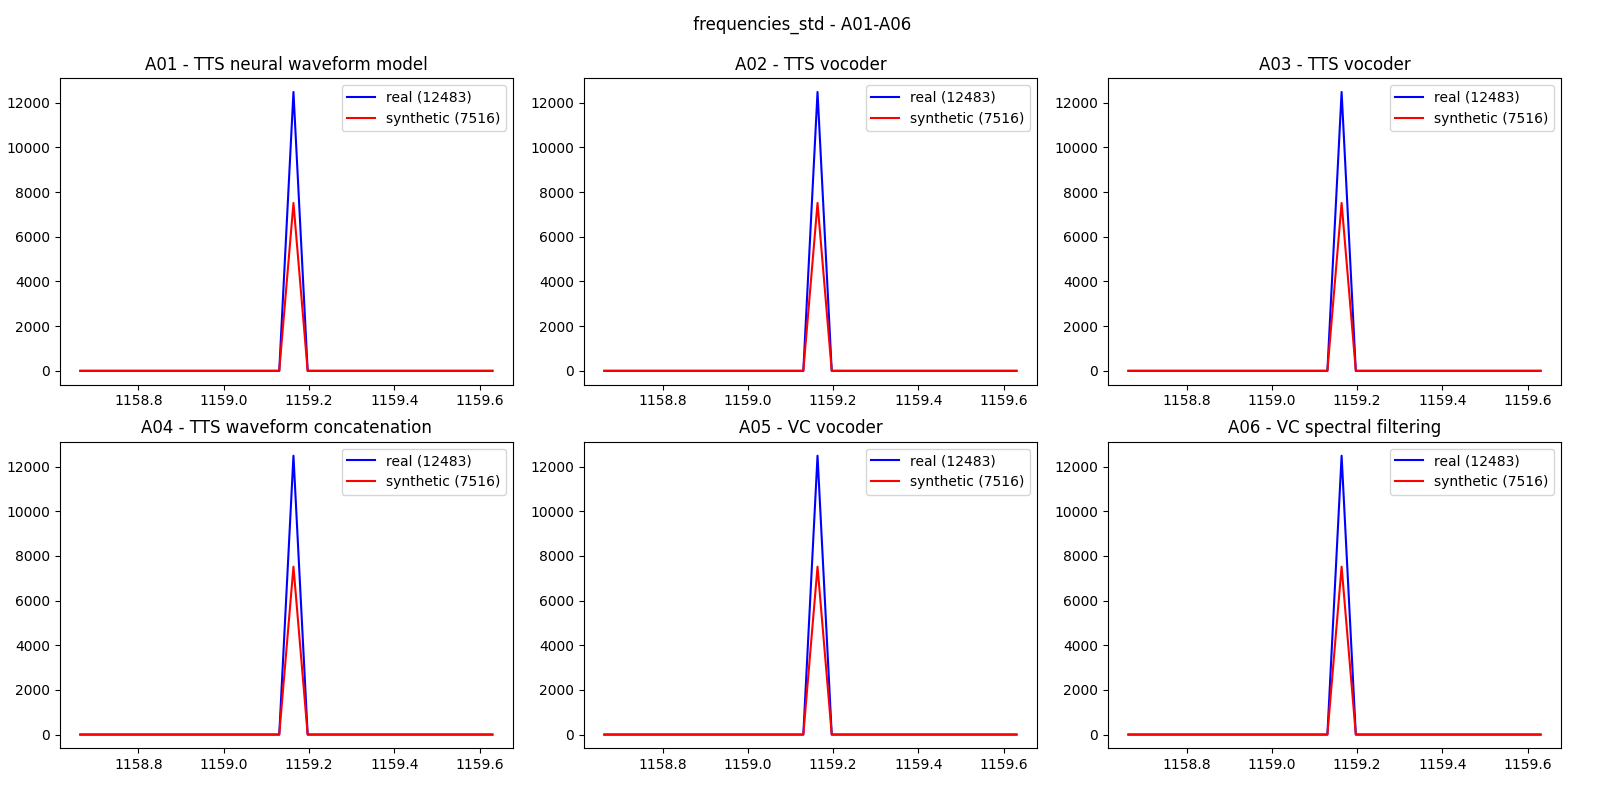 frequencies_std - A01-A06
A01 - TTS neural waveform model
12000
10000
8000
6000
4000
2000
0
real (12483)
synthetic (7516)
1158.8 1159.0 1159.2 1159.4 1159.6
A02 - TTS vocoder
12000
10000
8000
6000
4000
2000
0
real (12483)
synthetic (7516)
1158.8 1159.0 1159.2 1159.4 1159.6
A03 - TTS vocoder
12000
10000
8000
6000
4000
2000
0
real (12483)
synthetic (7516)
1158.8 1159.0 1159.2 1159.4 1159.6
A04 - TTS waveform concatenation
12000
10000
8000
6000
4000
2000
0
real (12483)
synthetic (7516)
1158.8 1159.0 1159.2 1159.4 1159.6
A05 - VC vocoder
12000
10000
8000
6000
4000
2000
0
real (12483)
synthetic (7516)
1158.8 1159.0 1159.2 1159.4 1159.6
A06 - VC spectral filtering
12000
10000
8000
6000
4000
2000
0
real (12483)
synthetic (7516)
1158.8 1159.0 1159.2 1159.4 1159.6